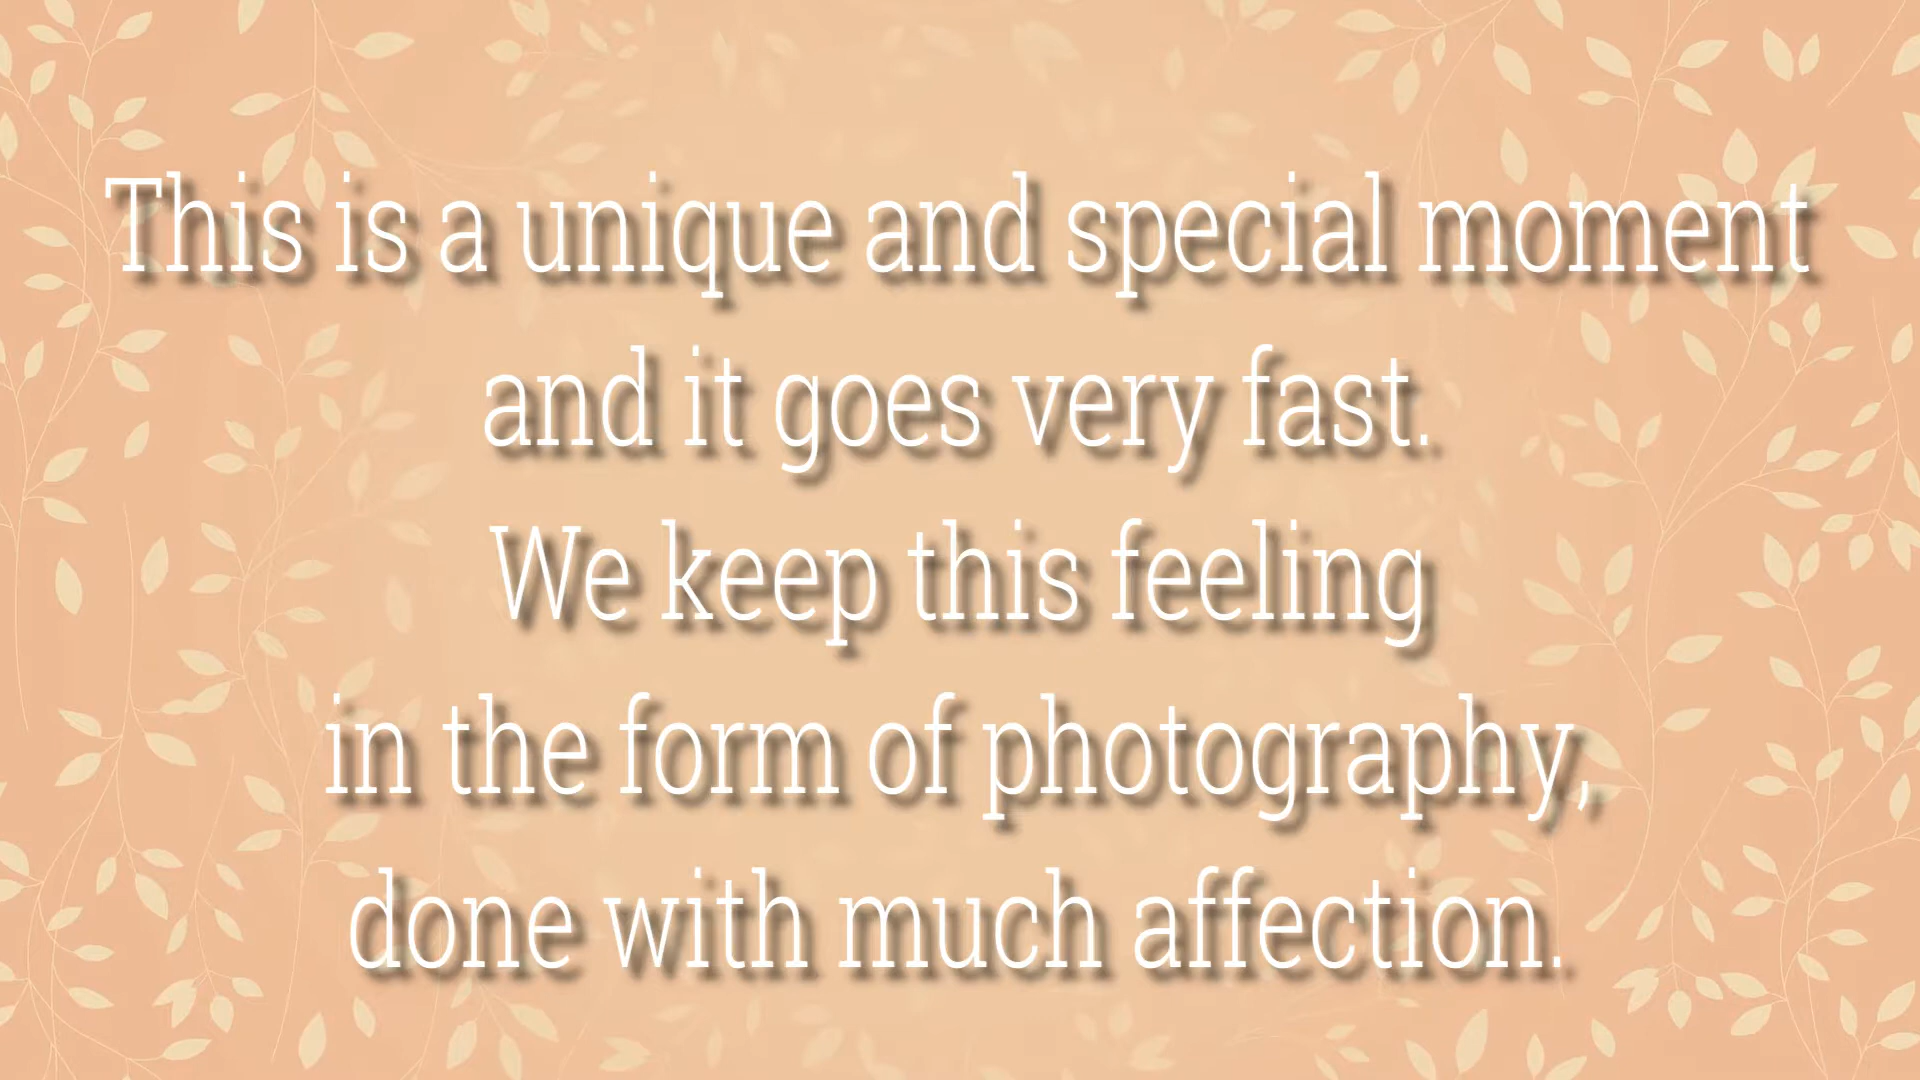 This is a unique and special moment
and it goes very fast.
We keep this feeling
in the form of photography,
done with much affection.